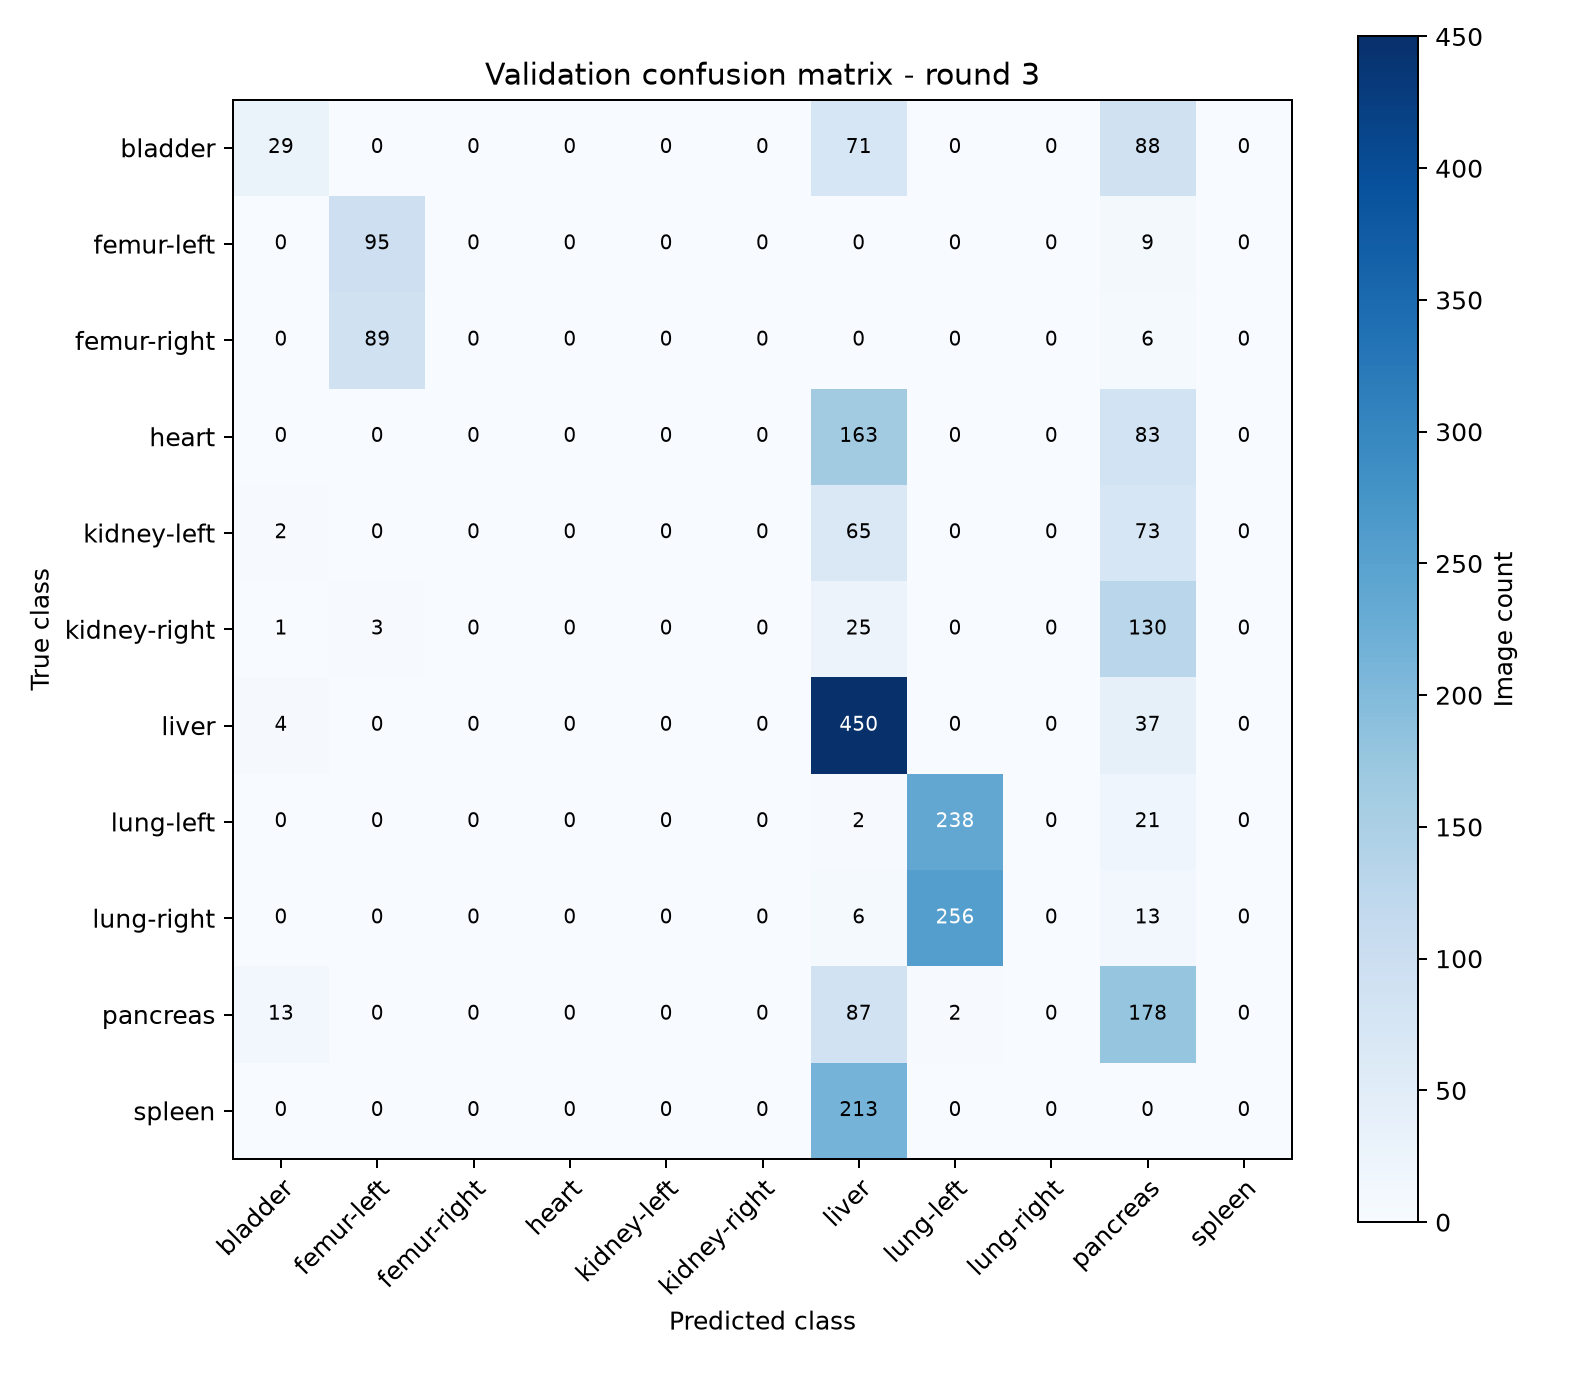 Validation confusion matrix - round 3
True class
bladder 29 0 0 0 0 0 71 0 0 88 0
femur-left 0 95 0 0 0 0 0 0 0 9 0
femur-right 0 89 0 0 0 0 0 0 0 6 0
heart 0 0 0 0 0 0 163 0 0 83 0
kidney-left 2 0 0 0 0 0 65 0 0 73 0
kidney-right 1 3 0 0 0 0 25 0 0 130 0
liver 4 0 0 0 0 0 450 0 0 37 0
lung-left 0 0 0 0 0 0 2 238 0 21 0
lung-right 0 0 0 0 0 0 6 256 0 13 0
pancreas 13 0 0 0 0 0 87 2 0 178 0
spleen 0 0 0 0 0 0 213 0 0 0 0
bladder femur-left femur-right heart kidney-left kidney-right liver lung-left lung-right pancreas spleen
Predicted class
450
400
350
300
250
200
150
100
50
0
Image count